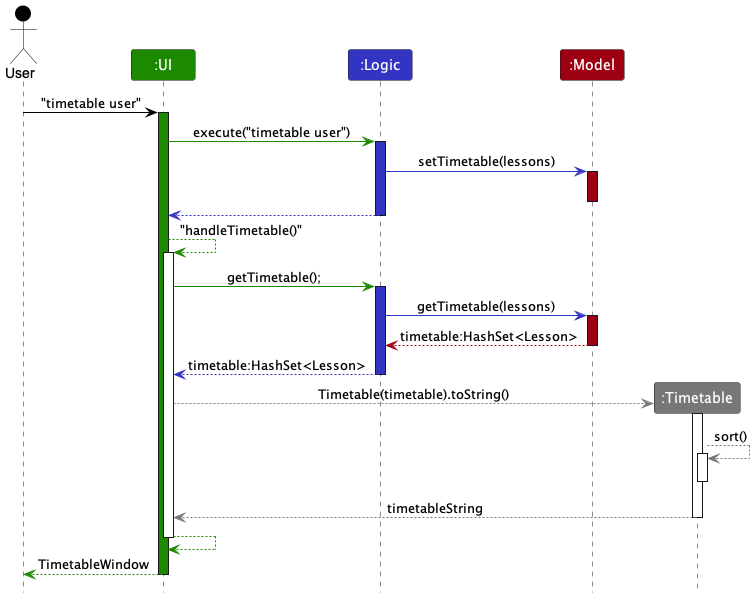 User
:UI
:Logic
:Model
"timetable user"
execute("timetable user")
setTimetable(lessons)
"handleTimetable()"
getTimetable();
getTimetable(lessons)
timetable:HashSet<Lesson>
timetable:HashSet<Lesson>
Timetable(timetable).toString()
:Timetable
sort()
timetableString
TimetableWindow